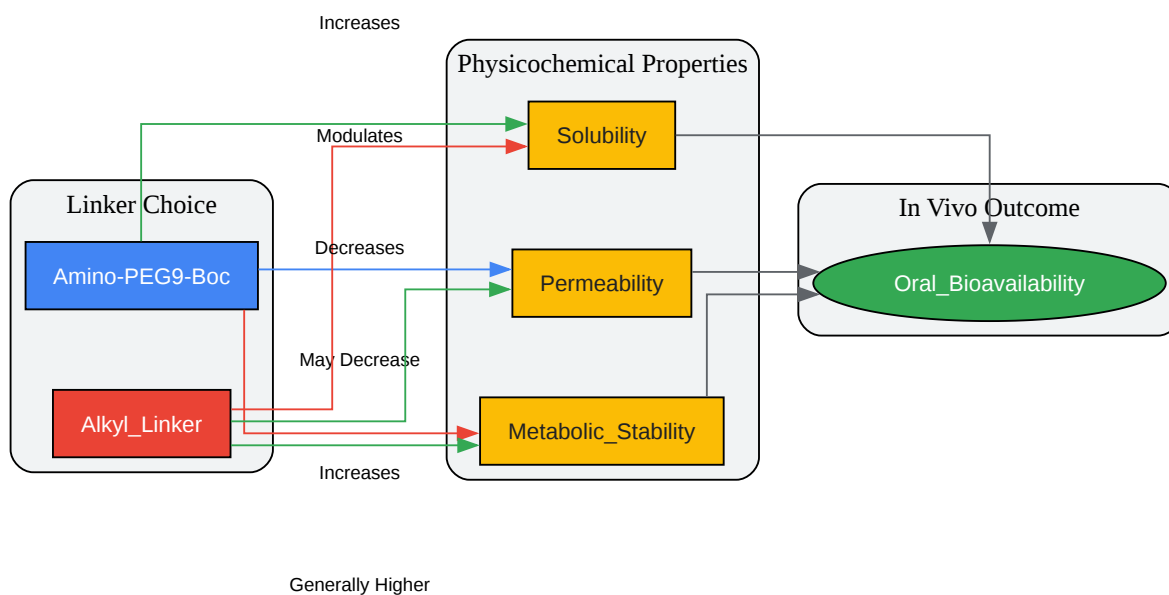 Increases
Physicochemical Properties
Solubility
Modulates
Linker Choice
In Vivo Outcome
Decreases
Amino-PEG9-Boc
Permeability
Oral_Bioavailability
May Decrease
Alkyl_Linker
Metabolic_Stability
Increases
Generally Higher